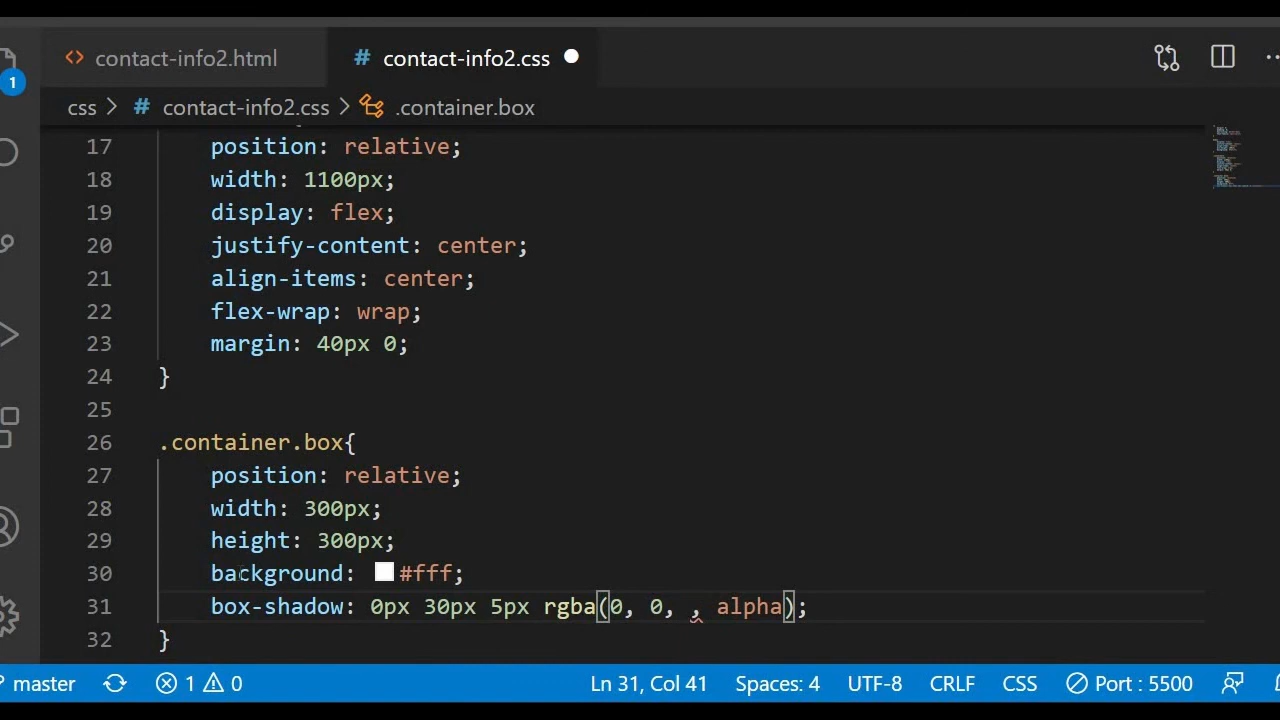 contact-info2.html
# contact-info2.css
1
css > # contact-info2.css > .container.box
17 position: relative;
18 width: 1100px;
19 display: flex;
20 justify-content: center;
21 align-items: center;
22 flex-wrap: wrap;
23 margin: 40px 0;
24 }
25
26 .container.box{
27 position: relative;
28 width: 300px;
29 height: 300px;
30 background: #fff;
31 box-shadow: 0px 30px 5px rgba(0, 0, , alpha);
32 }
master 1 0 Ln 31, Col 41 Spaces: 4 UTF-8 CRLF CSS Port : 5500